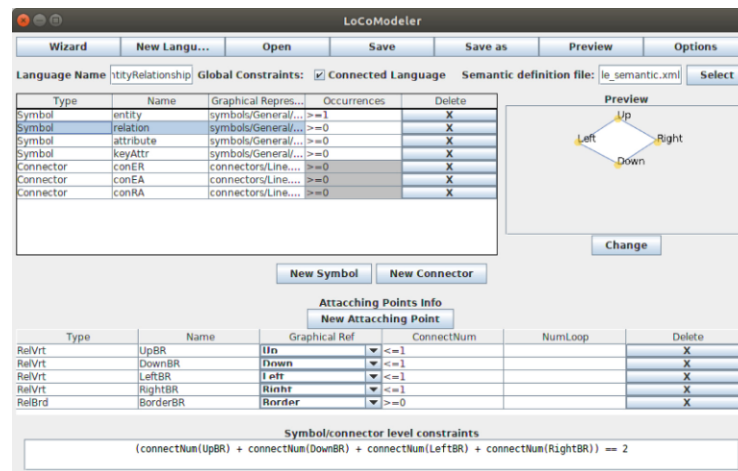 LoCoModeler
Wizard New Langu... Open Save Save as Preview Options
Language Name ntityRelationship Global Constraints: Connected Language Semantic definition file: le_semantic.xml Select
Type Name Graphical Repres... Occurrences Delete
Symbol entity symbols/General/... >=1 X
Symbol relation symbols/General/... >=0 X
Symbol attribute symbols/General/... >=0 X
Symbol keyAttr symbols/General/... >=0 X
Connector conER connectors/Line.... >=0 X
Connector conEA connectors/Line.... >=0 X
Connector conRA connectors/Line.... >=0 X
Preview
Up
Left Right
Down
Change
New Symbol New Connector
Attacching Points Info
New Attacching Point
Type Name Graphical Ref ConnectNum NumLoop Delete
RelVrt UpBR Up <=1 X
RelVrt DownBR Down <=1 X
RelVrt LeftBR Left <=1 X
RelVrt RightBR Right <=1 X
RelBrd BorderBR Border >=0 X
Symbol/connector level constraints
(connectNum(UpBR) + connectNum(DownBR) + connectNum(LeftBR) + connectNum(RightBR)) == 2